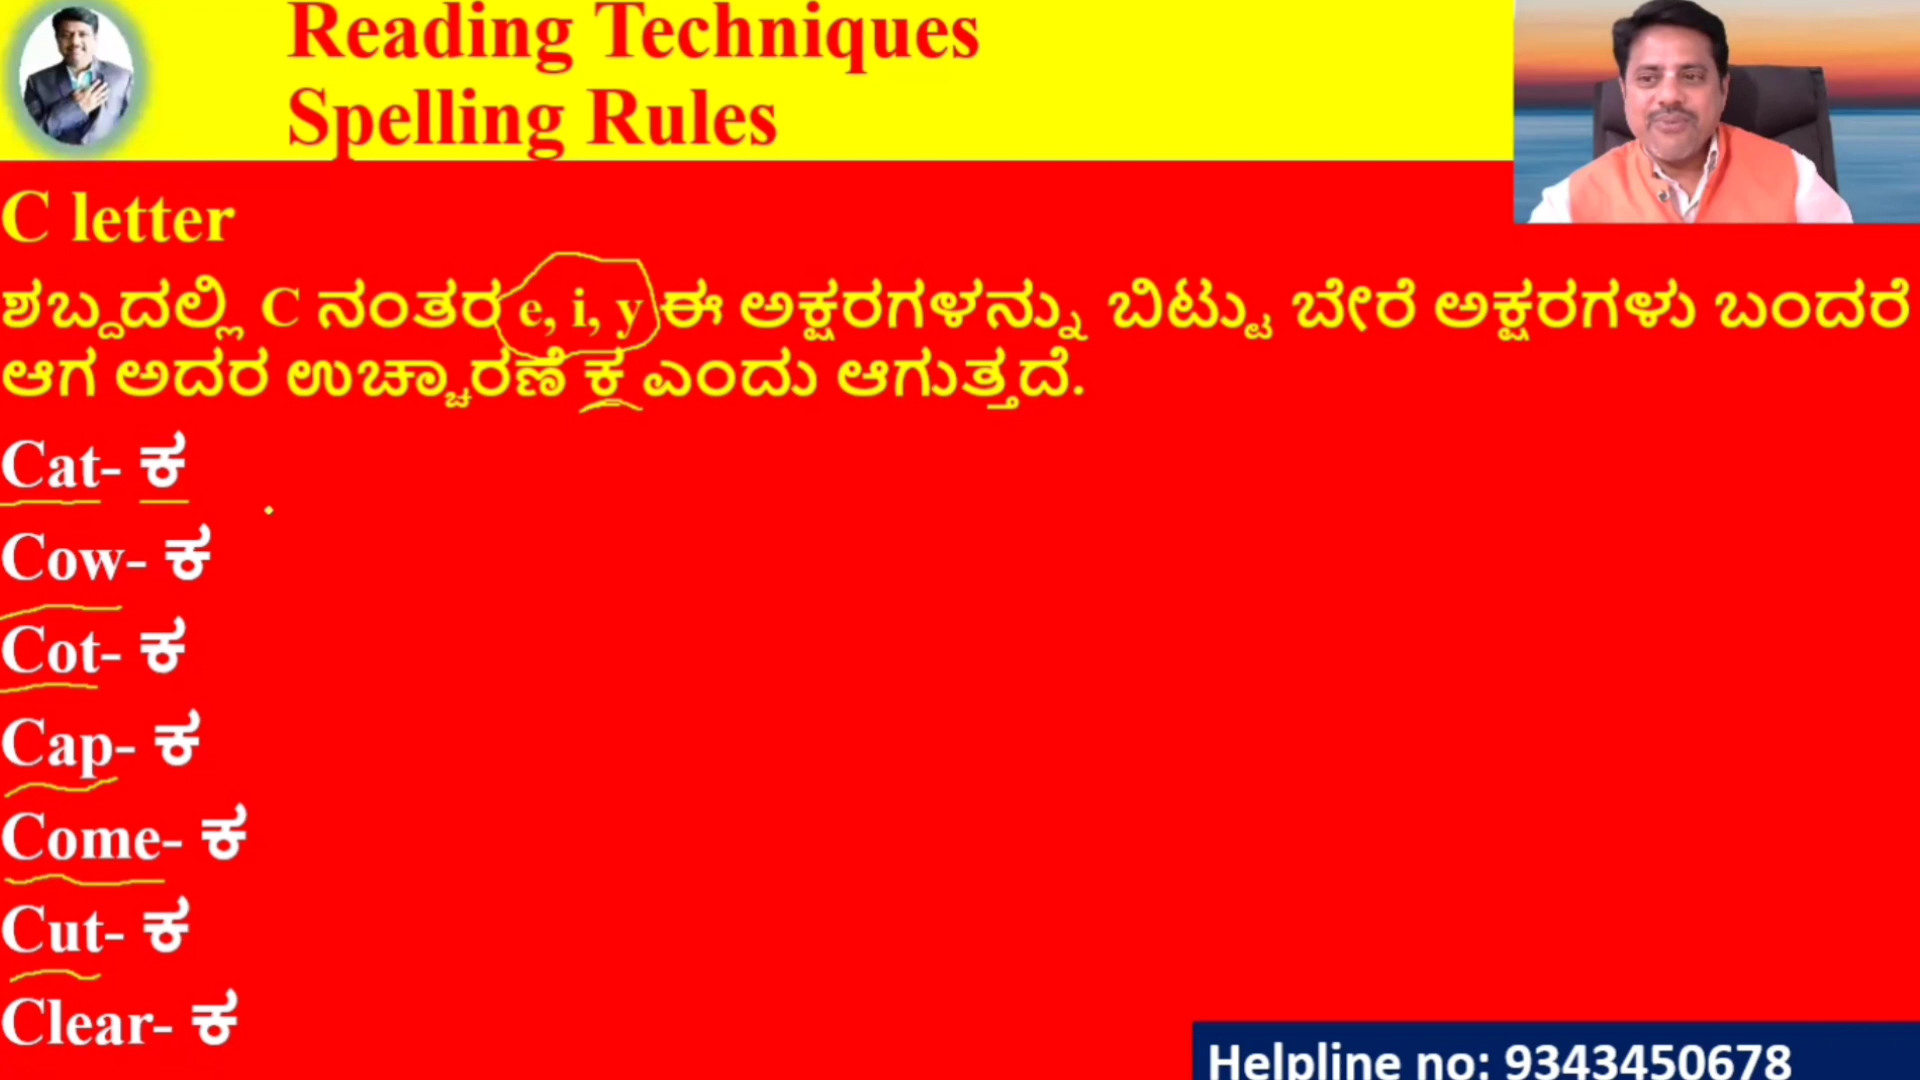 Reading Techniques
Spelling Rules
C letter
ಶಬ್ದದಲ್ಲಿ C ನಂತರ e, i, y ಈ ಅಕ್ಷರಗಳನ್ನು ಬಿಟ್ಟು ಬೇರೆ ಅಕ್ಷರಗಳು ಬಂದರೆ
ಆಗ ಅದರ ಉಚ್ಚಾರಣೆ ಕ ಎಂದು ಆಗುತ್ತದೆ.
Cat- ಕ
Cow- ಕ
Cot- ಕ
Cap- ಕ
Come- ಕ
Cut- ಕ
Clear- ಕ
Helpline no: 9343450678